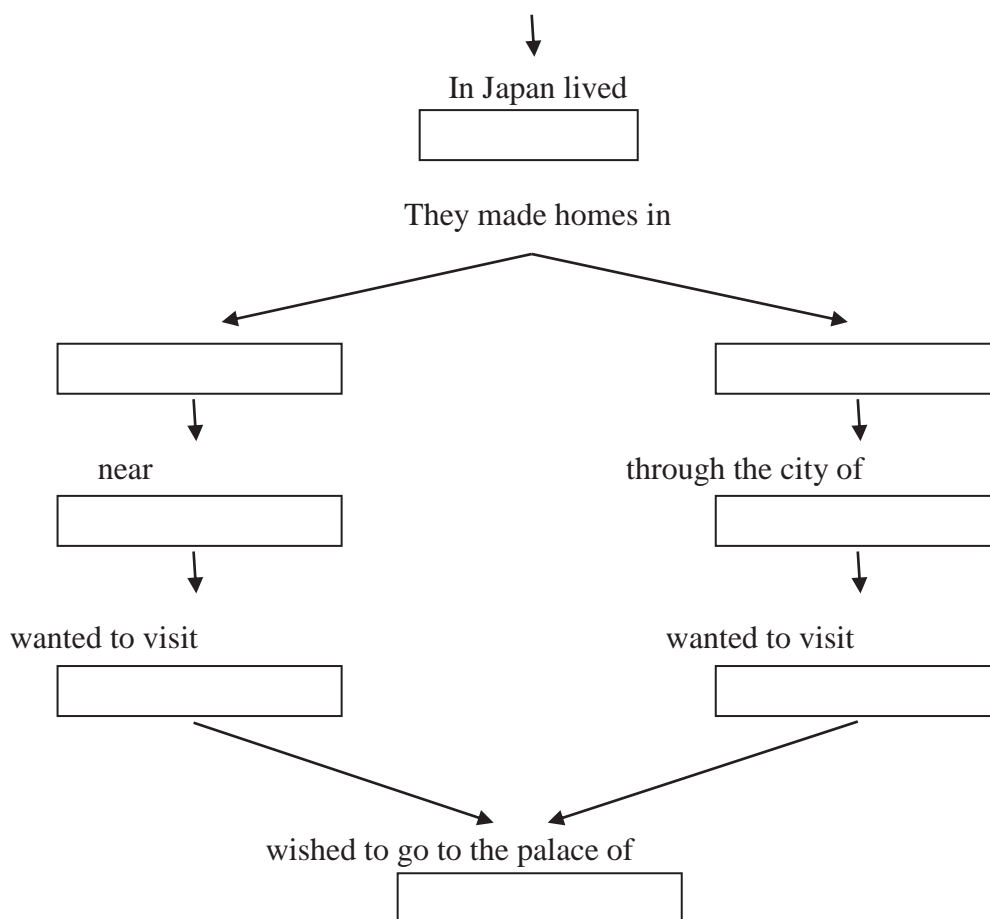 In Japan lived
They made homes in
near
through the city of
wanted to visit
wanted to visit
wished to go to the palace of